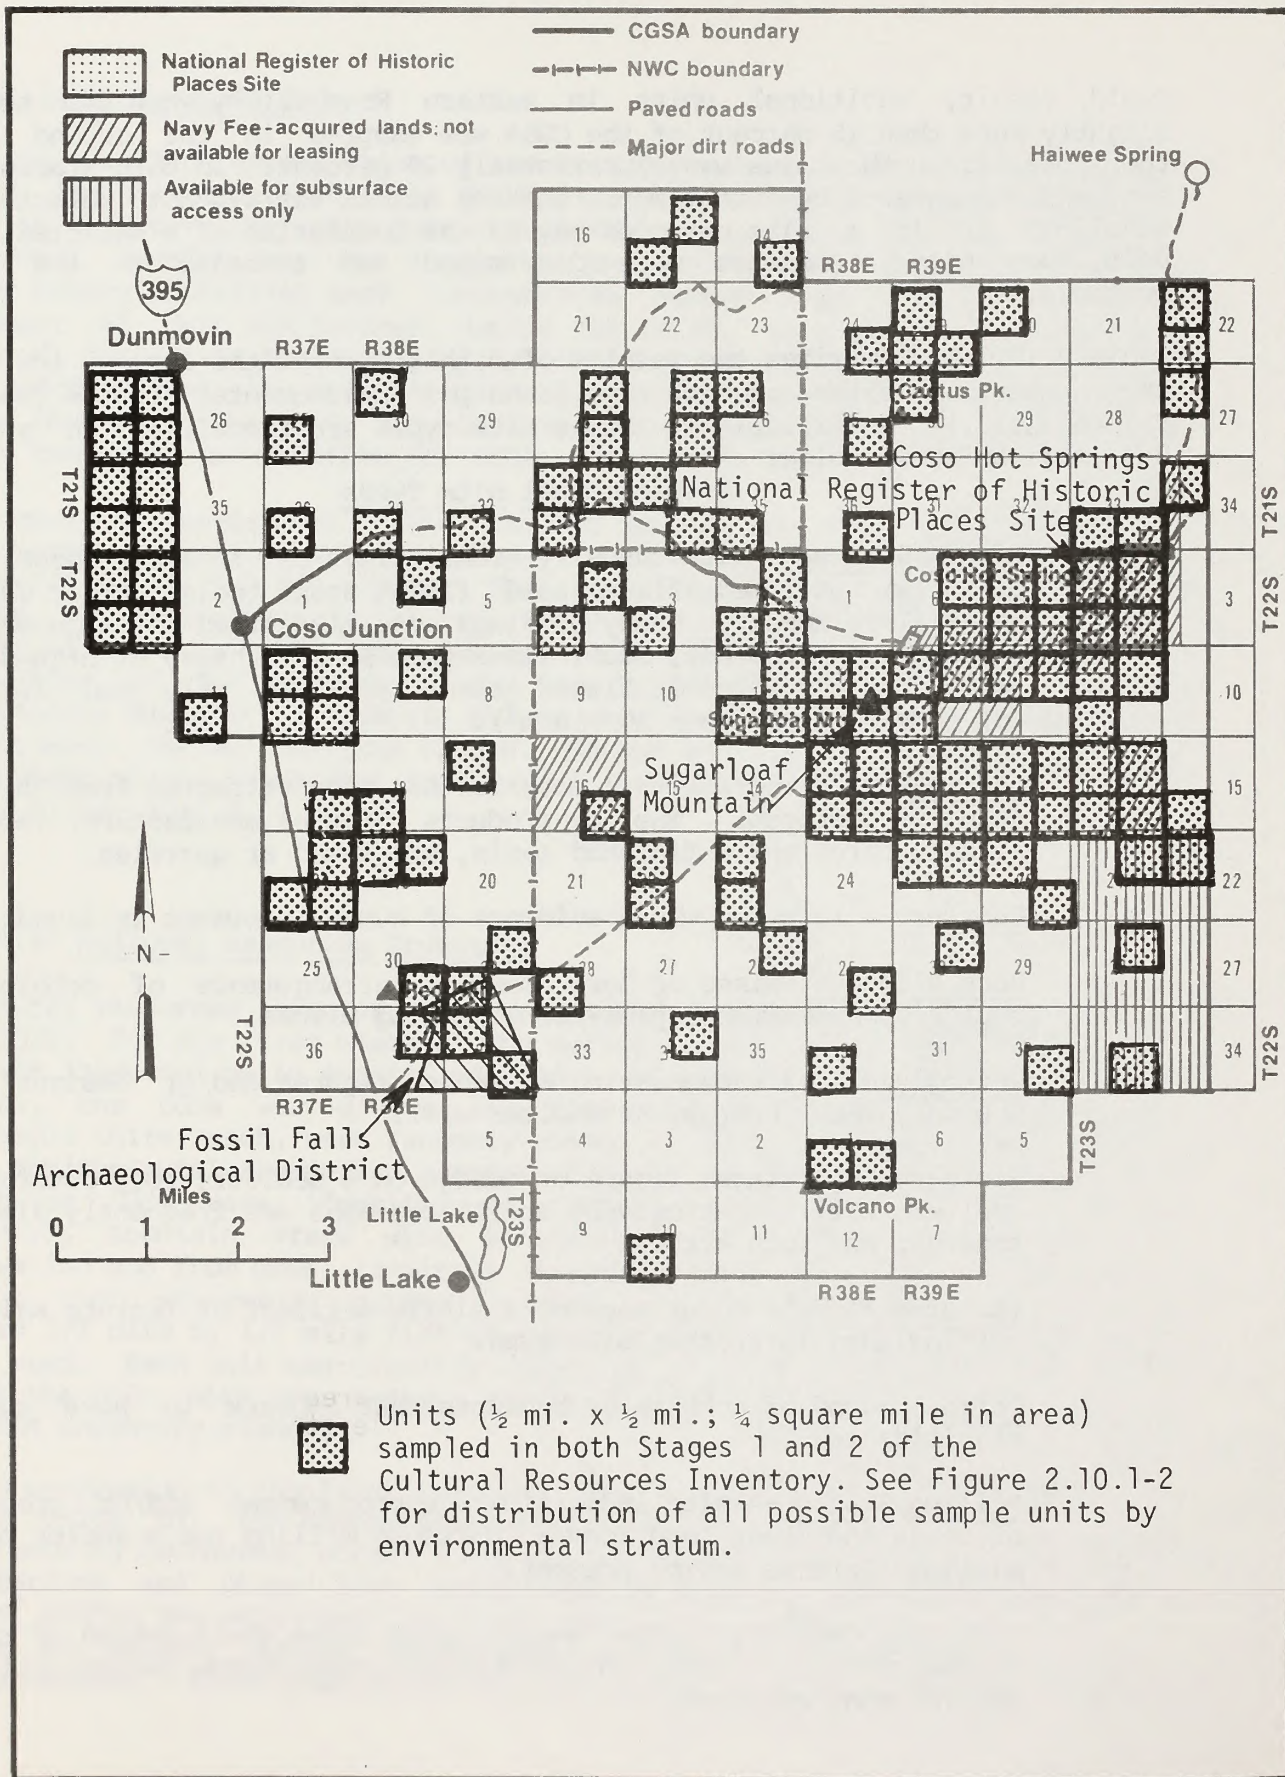 National Register of Historic
Places Site
Navy Fee-acquired lands; not
available for leasing
Available for subsurface
access only
CGSA boundary
NWC boundary
Paved roads
Major dirt roads
Haiwee Spring
395
Dunmovin
R37E R38E
R38E R39E
16 14
21 22 23 24 21 22
Cactus Pk.
26 30 29 26 29 28 27
Coso Hot Springs
National Register of Historic
Places Site
T21S
35 34
T21S
T22S
2 1 5 3 1 3
T22S
Coso Hot Springs
Coso Junction
7 8 9 10 10
Sugarloaf Mt.
Sugarloaf
Mountain
16 15 14 15
20 21 24 22
N
25 30 28 27 29 27
T22S
36 33 35 31 34
T22S
R37E R38E
Fossil Falls
Archaeological District
5 4 3 2 1 6 5
T23S
Volcano Pk.
Miles
0 1 2 3
Little Lake
T23S
9 10 11 12 7
Little Lake
R38E R39E
Units (½ mi. x ½ mi.; ¼ square mile in area)
sampled in both Stages 1 and 2 of the
Cultural Resources Inventory. See Figure 2.10.1-2
for distribution of all possible sample units by
environmental stratum.